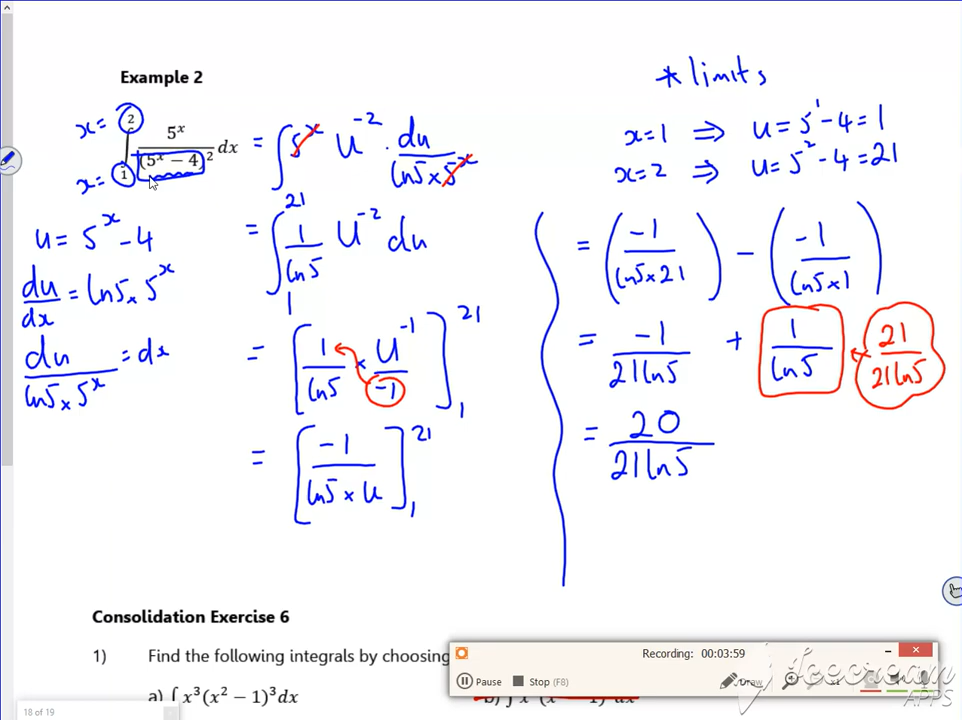 Example 2
x = 2
∫ 5^x / (5^x − 4)^2 dx = ∫ 5^x u^-2 . du / (ln5 × 5^x)
x = 1
u = 5^x − 4
du/dx = ln5 × 5^x
du / (ln5 × 5^x) = dx
= ∫_1^21 1/ln5 u^-2 du
= [1/ln5 × u^-1/-1]_1^21
= [-1/(ln5 × u)]_1^21
* limits
x = 1 ⇒ u = 5^1 − 4 = 1
x = 2 ⇒ u = 5^2 − 4 = 21
= (-1/(ln5 × 21)) − (-1/(ln5 × 1))
= -1/21ln5 + 1/ln5 ← 21/21ln5
= 20/21ln5
Consolidation Exercise 6
1) Find the following integrals by choosing
a) ∫ x^3(x^2 − 1)^3 dx
18 of 19
Recording: 00:03:59
Pause
Stop (F8)
Draw
Icecream
APPS